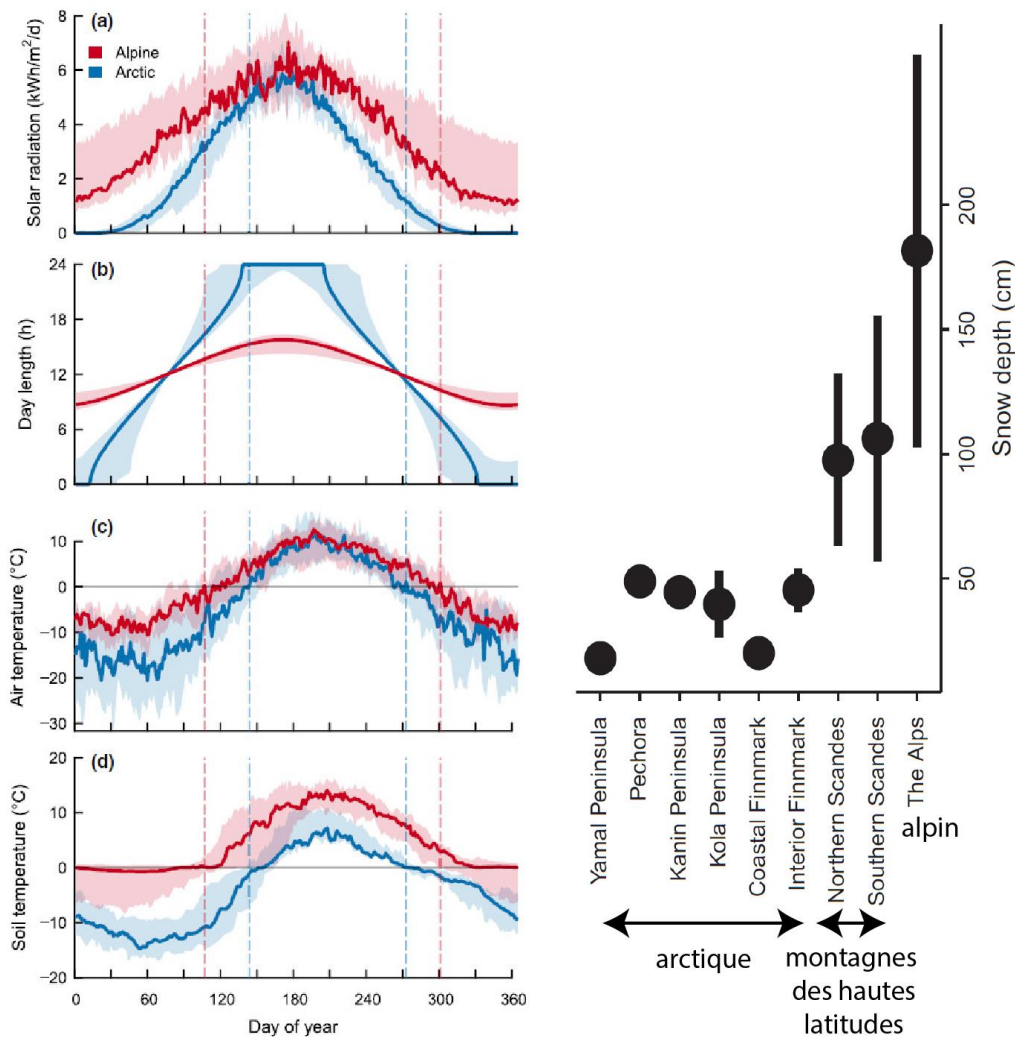 (a)
Alpine
Arctic
Solar radiation (kWh/m²/d)
8
6
4
2
0
(b)
Day length (h)
24
18
12
6
0
(c)
Air temperature (°C)
10
0
−10
−20
−30
(d)
Soil temperature (°C)
20
10
0
−10
−20
0 60 120 180 240 300 360
Day of year
Snow depth (cm)
200
150
100
50
Yamal Peninsula
Pechora
Kanin Peninsula
Kola Peninsula
Coastal Finnmark
Interior Finnmark
Northern Scandes
Southern Scandes
The Alps
alpin
arctique
montagnes
des hautes
latitudes